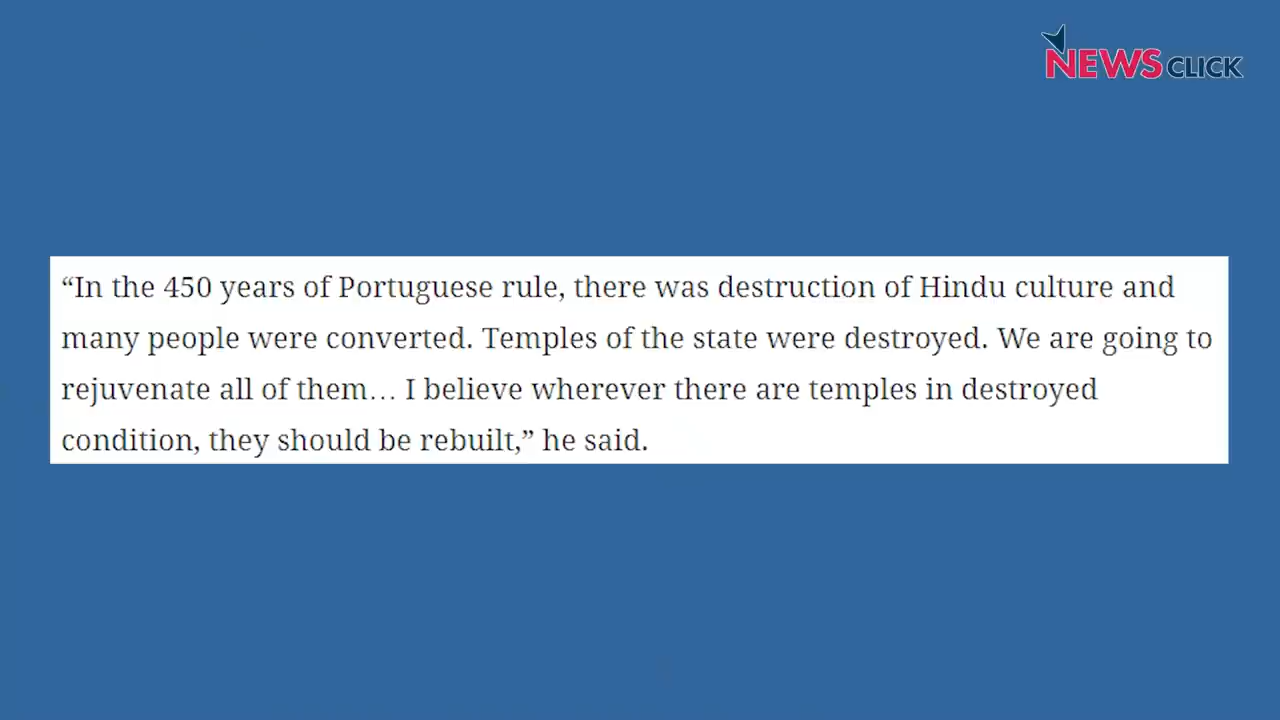 NEWSCLICK
“In the 450 years of Portuguese rule, there was destruction of Hindu culture and
many people were converted. Temples of the state were destroyed. We are going to
rejuvenate all of them… I believe wherever there are temples in destroyed
condition, they should be rebuilt,” he said.